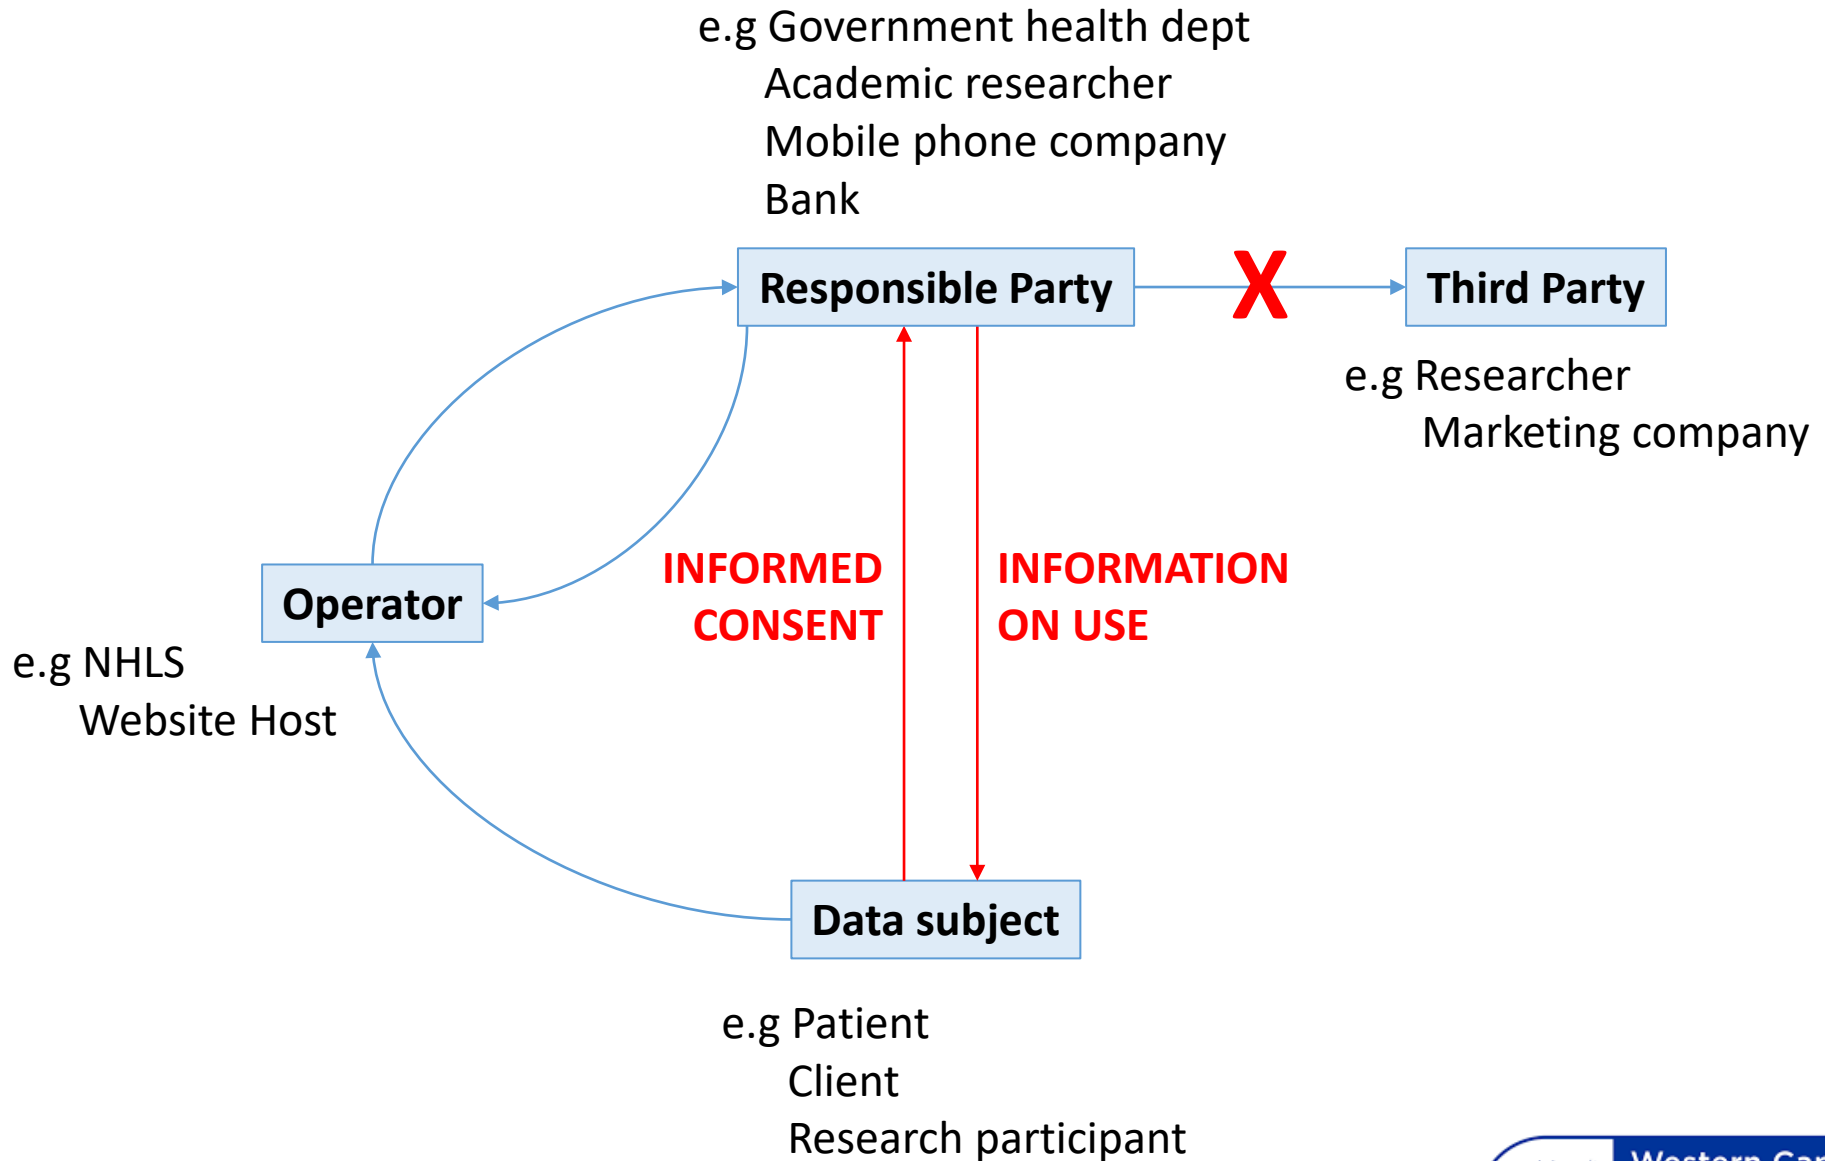 e.g Government health dept
Academic researcher
Mobile phone company
Bank
Responsible Party
X
Third Party
e.g Researcher
Marketing company
INFORMED
CONSENT
INFORMATION
ON USE
Operator
e.g NHLS
Website Host
Data subject
e.g Patient
Client
Research participant
Western